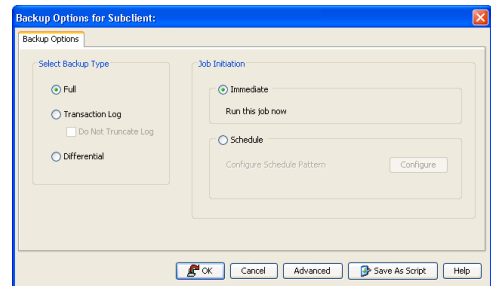 Backup Options for Subclient:
Backup Options
Select Backup Type
Full
Transaction Log
Do Not Truncate Log
Differential
Job Initiation
Immediate
Run this job now
Schedule
Configure Schedule Pattern
Configure
OK
Cancel
Advanced
Save As Script
Help